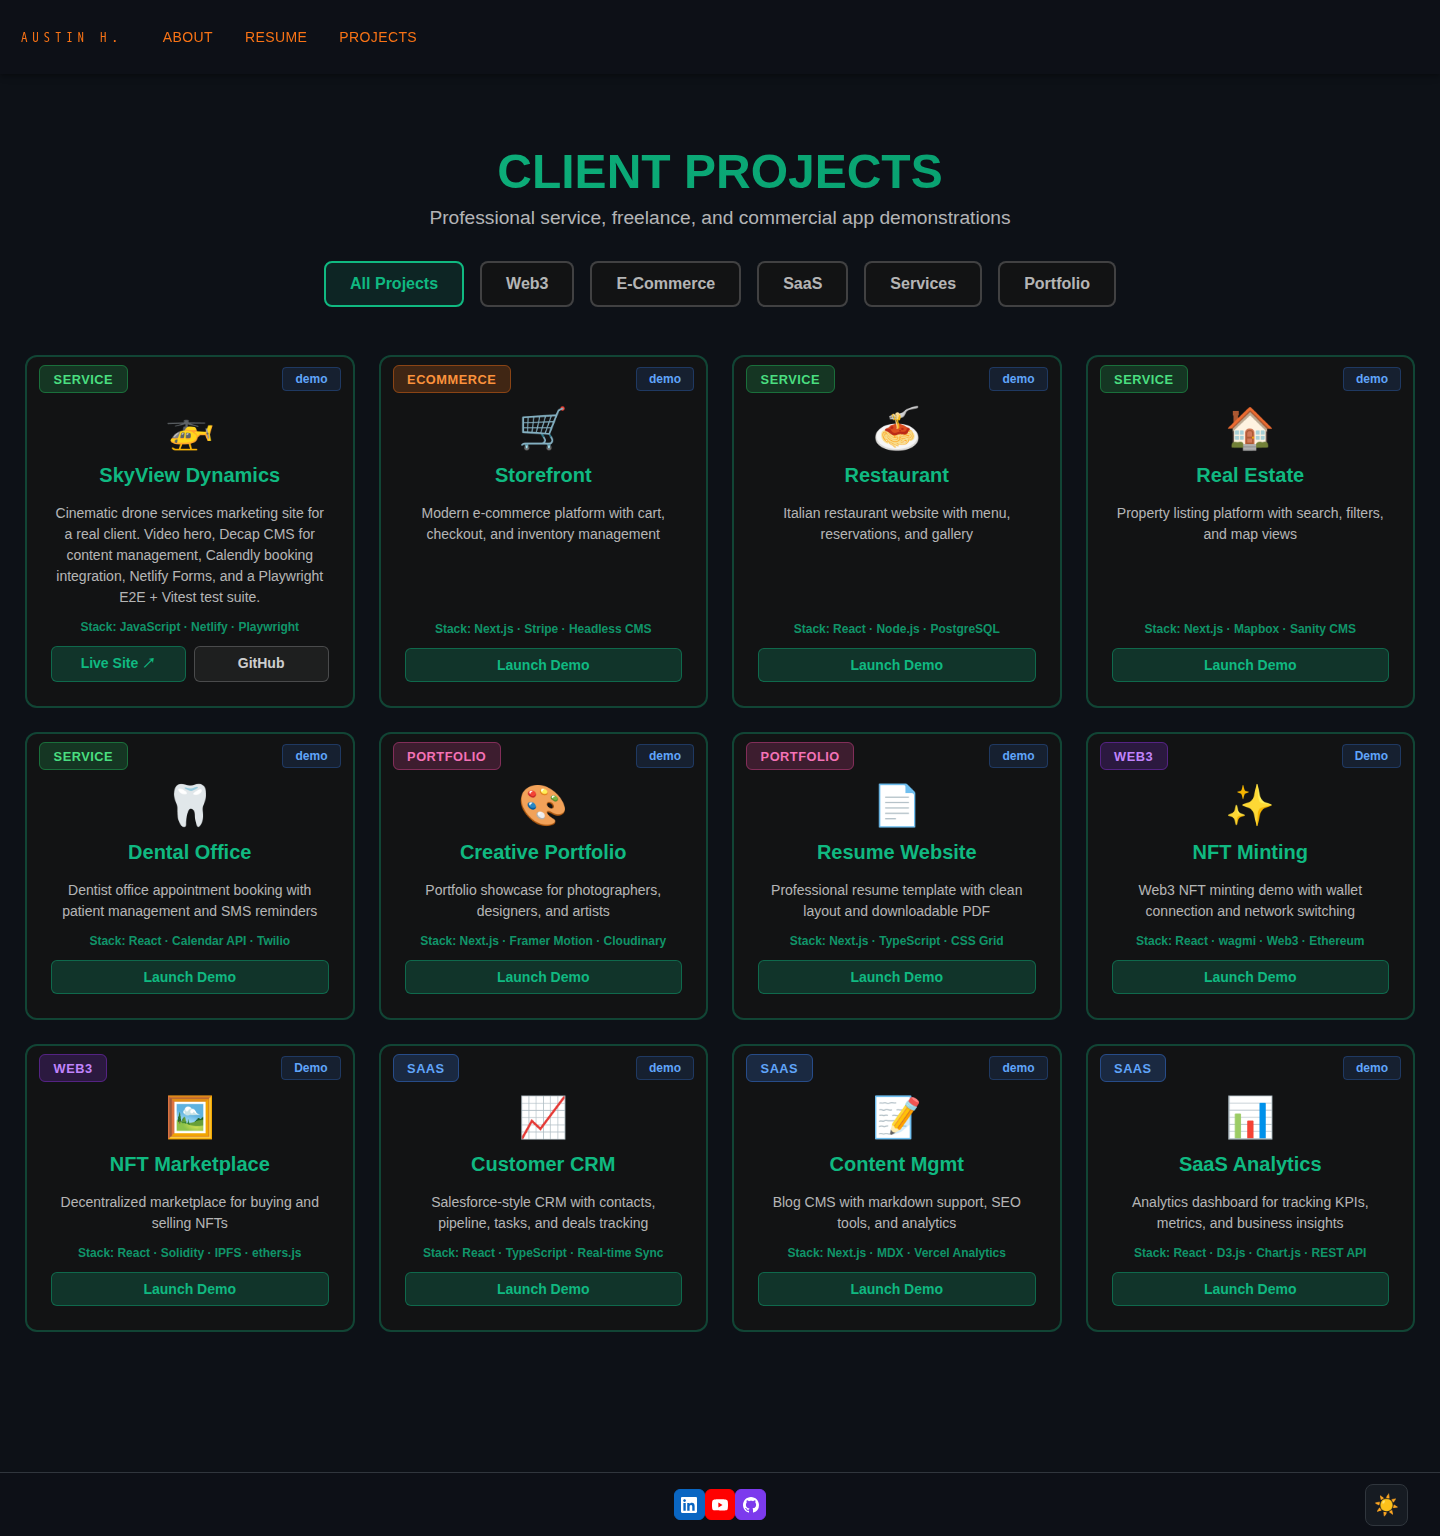 AUSTIN H.
ABOUT
RESUME
PROJECTS
CLIENT PROJECTS
Professional service, freelance, and commercial app demonstrations
All Projects
Web3
E-Commerce
SaaS
Services
Portfolio
SERVICE
demo
SkyView Dynamics
Cinematic drone services marketing site for
a real client. Video hero, Decap CMS for
content management, Calendly booking
integration, Netlify Forms, and a Playwright
E2E + Vitest test suite.
Stack: JavaScript · Netlify · Playwright
Live Site ↗
GitHub
ECOMMERCE
demo
Storefront
Modern e-commerce platform with cart,
checkout, and inventory management
Stack: Next.js · Stripe · Headless CMS
Launch Demo
SERVICE
demo
Restaurant
Italian restaurant website with menu,
reservations, and gallery
Stack: React · Node.js · PostgreSQL
Launch Demo
SERVICE
demo
Real Estate
Property listing platform with search, filters,
and map views
Stack: Next.js · Mapbox · Sanity CMS
Launch Demo
SERVICE
demo
Dental Office
Dentist office appointment booking with
patient management and SMS reminders
Stack: React · Calendar API · Twilio
Launch Demo
PORTFOLIO
demo
Creative Portfolio
Portfolio showcase for photographers,
designers, and artists
Stack: Next.js · Framer Motion · Cloudinary
Launch Demo
PORTFOLIO
demo
Resume Website
Professional resume template with clean
layout and downloadable PDF
Stack: Next.js · TypeScript · CSS Grid
Launch Demo
WEB3
Demo
NFT Minting
Web3 NFT minting demo with wallet
connection and network switching
Stack: React · wagmi · Web3 · Ethereum
Launch Demo
WEB3
Demo
NFT Marketplace
Decentralized marketplace for buying and
selling NFTs
Stack: React · Solidity · IPFS · ethers.js
Launch Demo
SAAS
demo
Customer CRM
Salesforce-style CRM with contacts,
pipeline, tasks, and deals tracking
Stack: React · TypeScript · Real-time Sync
Launch Demo
SAAS
demo
Content Mgmt
Blog CMS with markdown support, SEO
tools, and analytics
Stack: Next.js · MDX · Vercel Analytics
Launch Demo
SAAS
demo
SaaS Analytics
Analytics dashboard for tracking KPIs,
metrics, and business insights
Stack: React · D3.js · Chart.js · REST API
Launch Demo